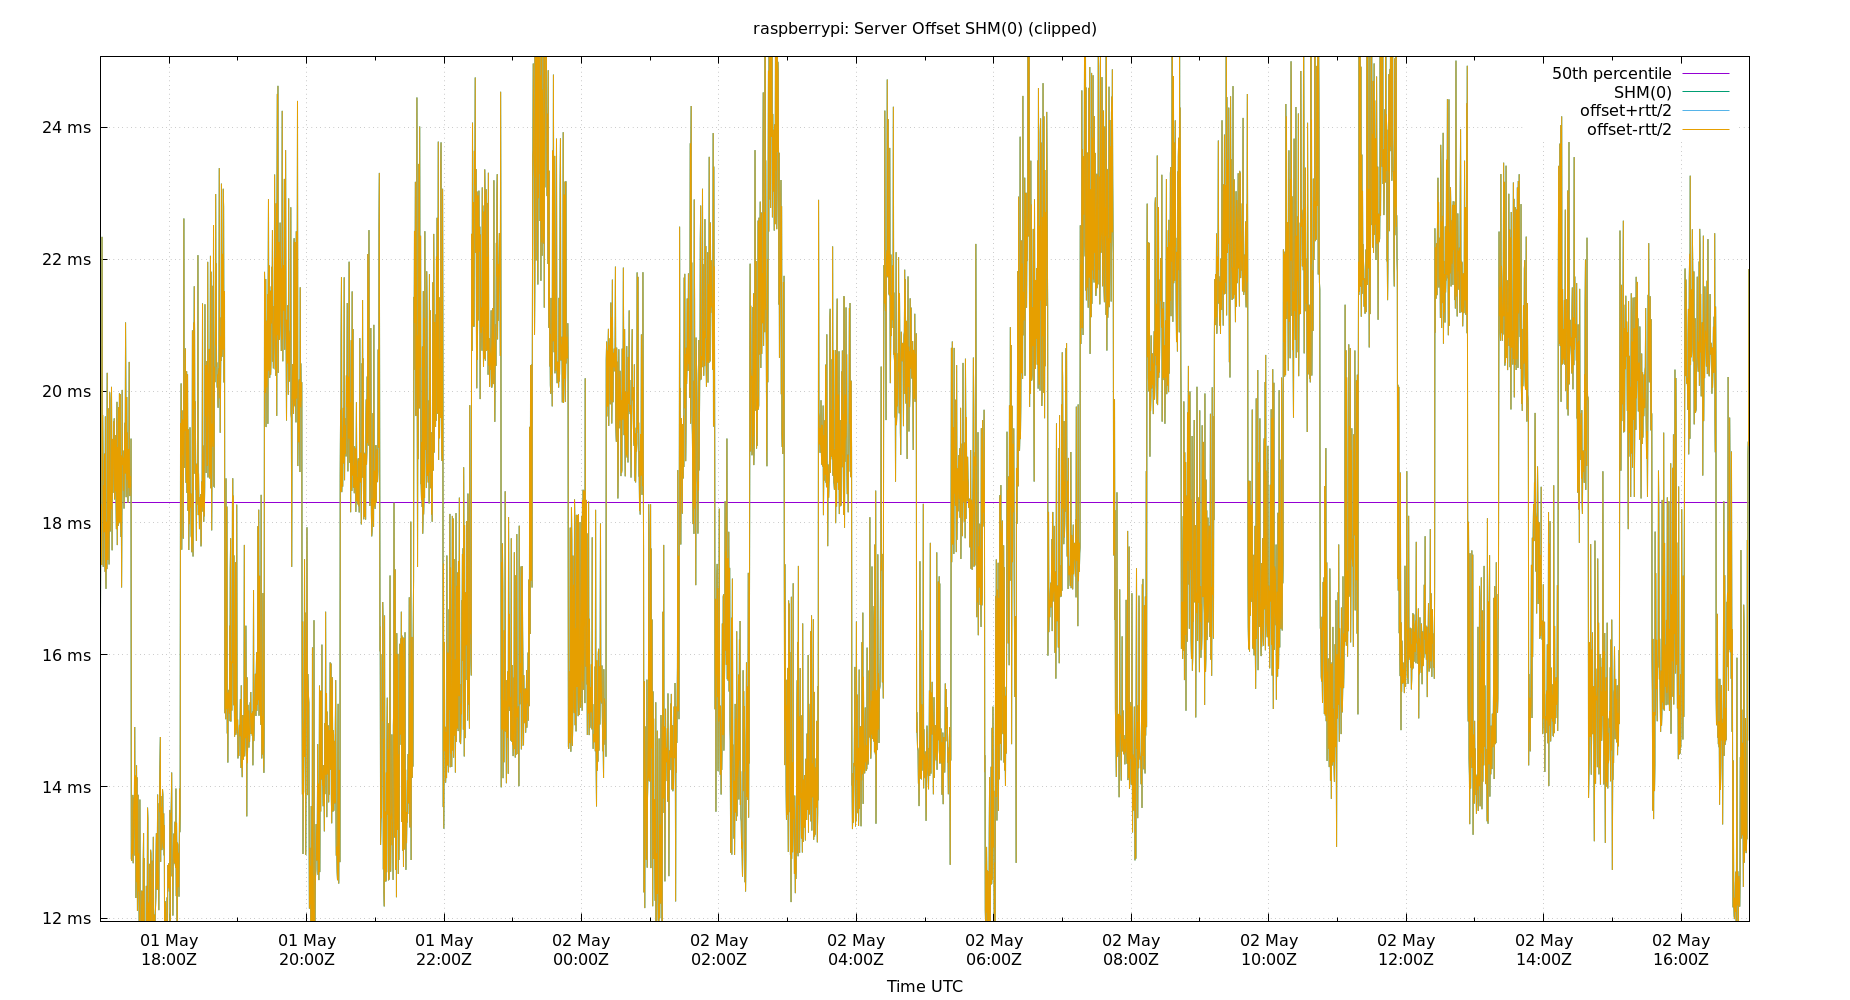 raspberrypi: Server Offset SHM(0) (clipped)
50th percentile
SHM(0)
offset+rtt/2
offset-rtt/2
24 ms
22 ms
20 ms
18 ms
16 ms
14 ms
12 ms
01 May 01 May 01 May 02 May 02 May 02 May 02 May 02 May 02 May 02 May 02 May 02 May
18:00Z 20:00Z 22:00Z 00:00Z 02:00Z 04:00Z 06:00Z 08:00Z 10:00Z 12:00Z 14:00Z 16:00Z
Time UTC